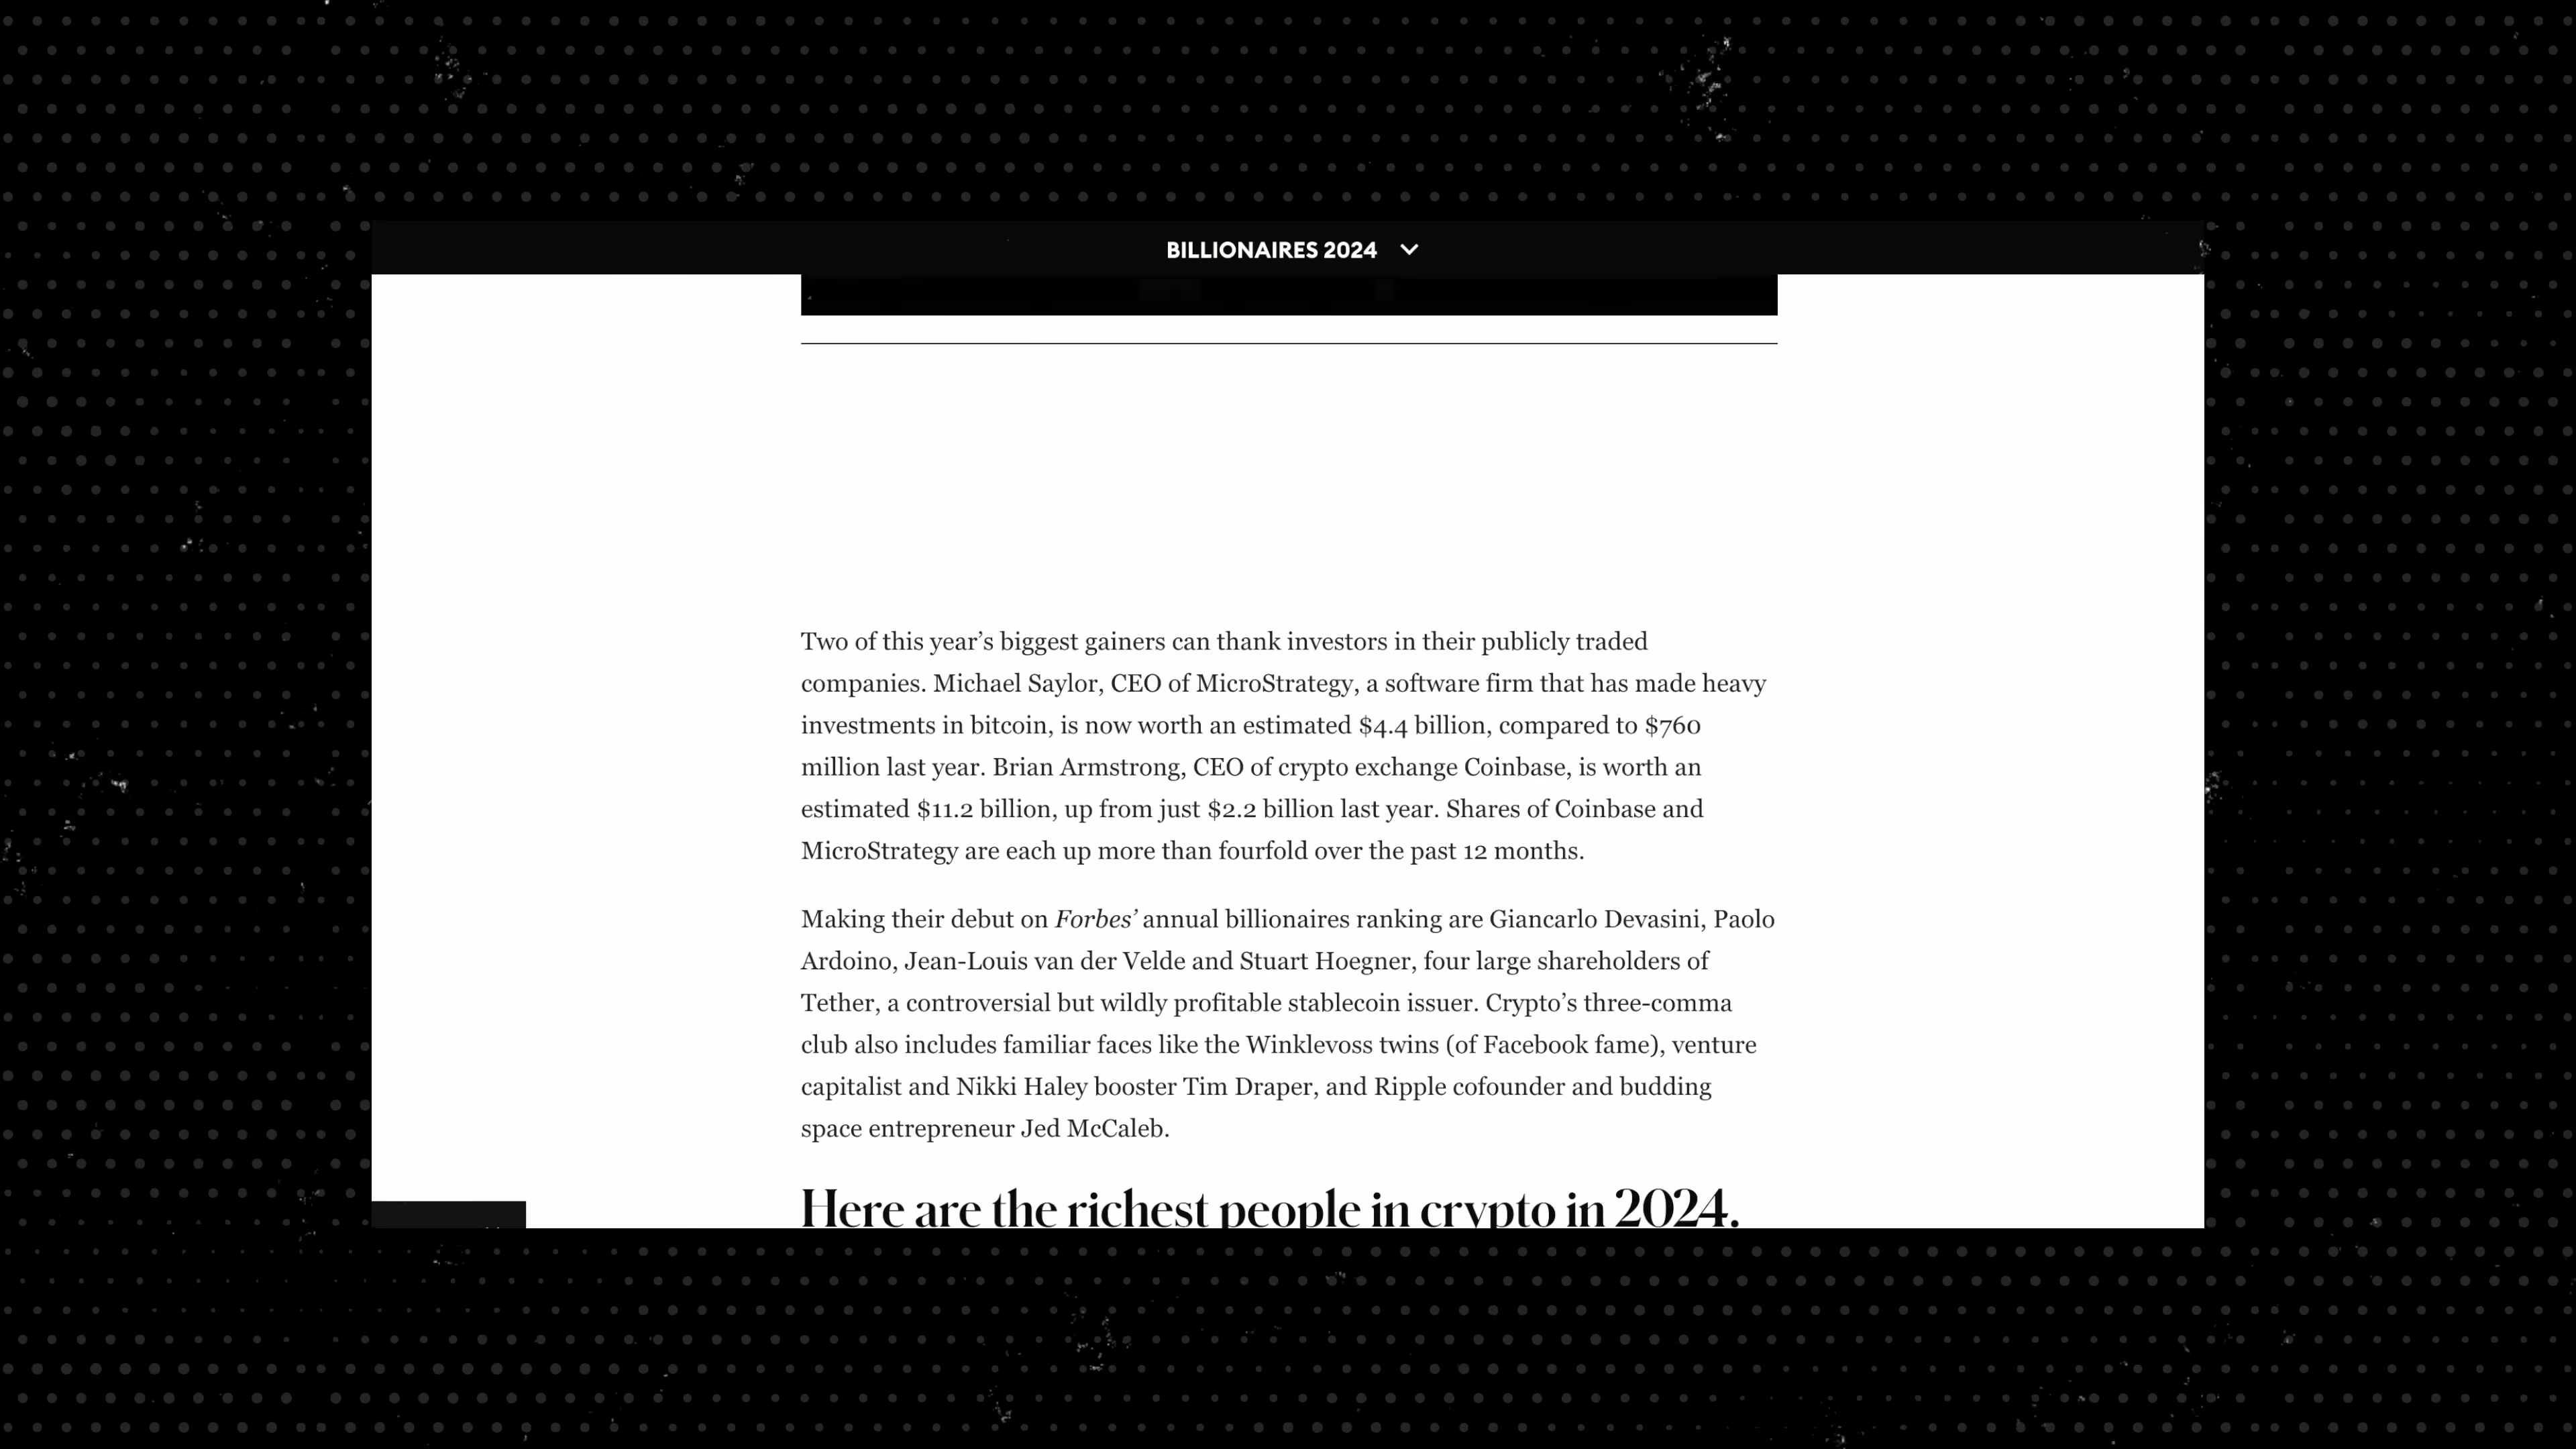 BILLIONAIRES 2024
Two of this year’s biggest gainers can thank investors in their publicly traded
companies. Michael Saylor, CEO of MicroStrategy, a software firm that has made heavy
investments in bitcoin, is now worth an estimated $4.4 billion, compared to $760
million last year. Brian Armstrong, CEO of crypto exchange Coinbase, is worth an
estimated $11.2 billion, up from just $2.2 billion last year. Shares of Coinbase and
MicroStrategy are each up more than fourfold over the past 12 months.
Making their debut on Forbes’ annual billionaires ranking are Giancarlo Devasini, Paolo
Ardoino, Jean-Louis van der Velde and Stuart Hoegner, four large shareholders of
Tether, a controversial but wildly profitable stablecoin issuer. Crypto’s three-comma
club also includes familiar faces like the Winklevoss twins (of Facebook fame), venture
capitalist and Nikki Haley booster Tim Draper, and Ripple cofounder and budding
space entrepreneur Jed McCaleb.
Here are the richest people in crypto in 2024.